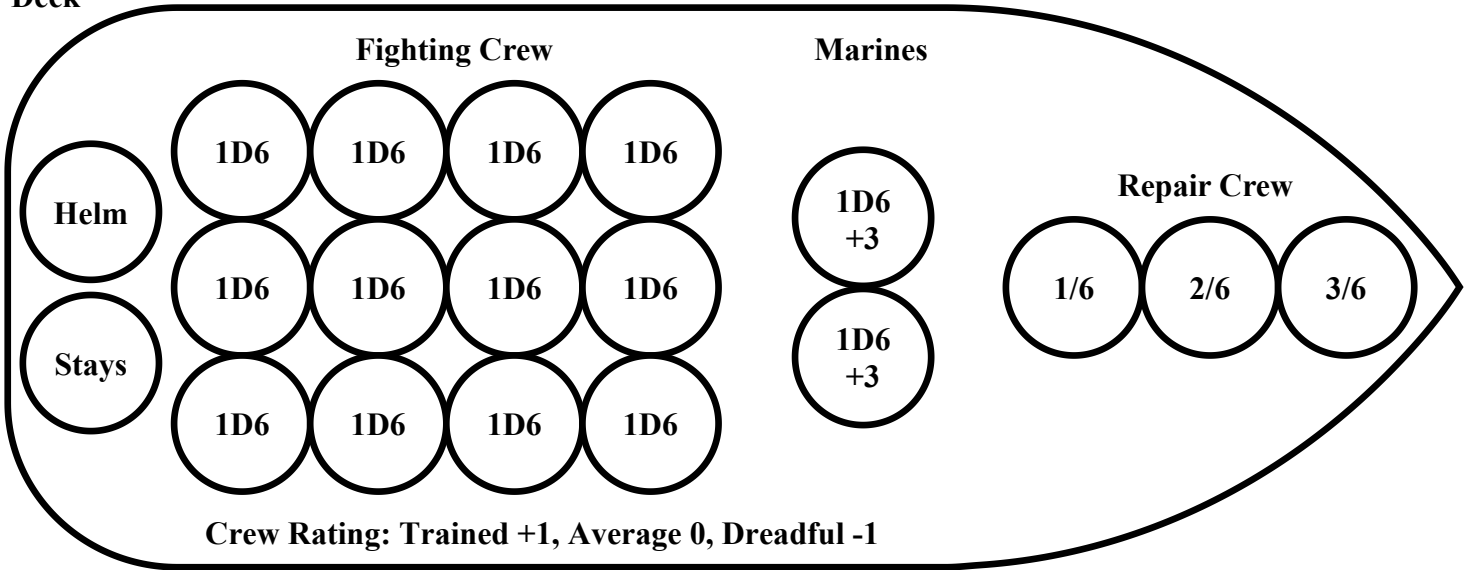 Deck
Fighting Crew
Marines
1D6 1D6 1D6 1D6
Helm
1D6
+3
Repair Crew
1D6 1D6 1D6 1D6
1/6 2/6 3/6
Stays
1D6
+3
1D6 1D6 1D6 1D6
Crew Rating: Trained +1, Average 0, Dreadful -1